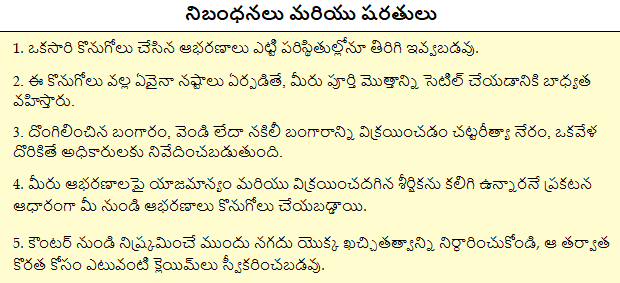 నిబంధనలు మరియు షరతులు
1. ఒకసారి కొనుగోలు చేసిన ఆభరణాలు ఎట్టి పరిస్థితుల్లోనూ తిరిగి ఇవ్వబడవు.
2. ఈ కొనుగోలు వల్ల ఏవైనా నష్టాలు ఏర్పడితే, మీరు పూర్తి మొత్తాన్ని సెటిల్ చేయడానికి బాధ్యత
వహిస్తారు.
3. దొంగిలించిన బంగారం, వెండి లేదా నకిలీ బంగారాన్ని విక్రయించడం చట్టరీత్యా నేరం, ఒకవేళ
దొరికితే అధికారులకు నివేదించబడుతుంది.
4. మీరు ఆభరణాలపై యాజమాన్యం మరియు విక్రయించదగిన శీర్షికను కలిగి ఉన్నారనే ప్రకటన
ఆధారంగా మీ నుండి ఆభరణాలు కొనుగోలు చేయబడ్డాయి.
5. కౌంటర్ నుండి నిష్క్రమించే ముందు నగదు యొక్క ఖచ్చితత్వాన్ని నిర్ధారించుకోండి, ఆ తర్వాత
కొరత కోసం ఎటువంటి క్లెయిమ్‌లు స్వీకరించబడవు.